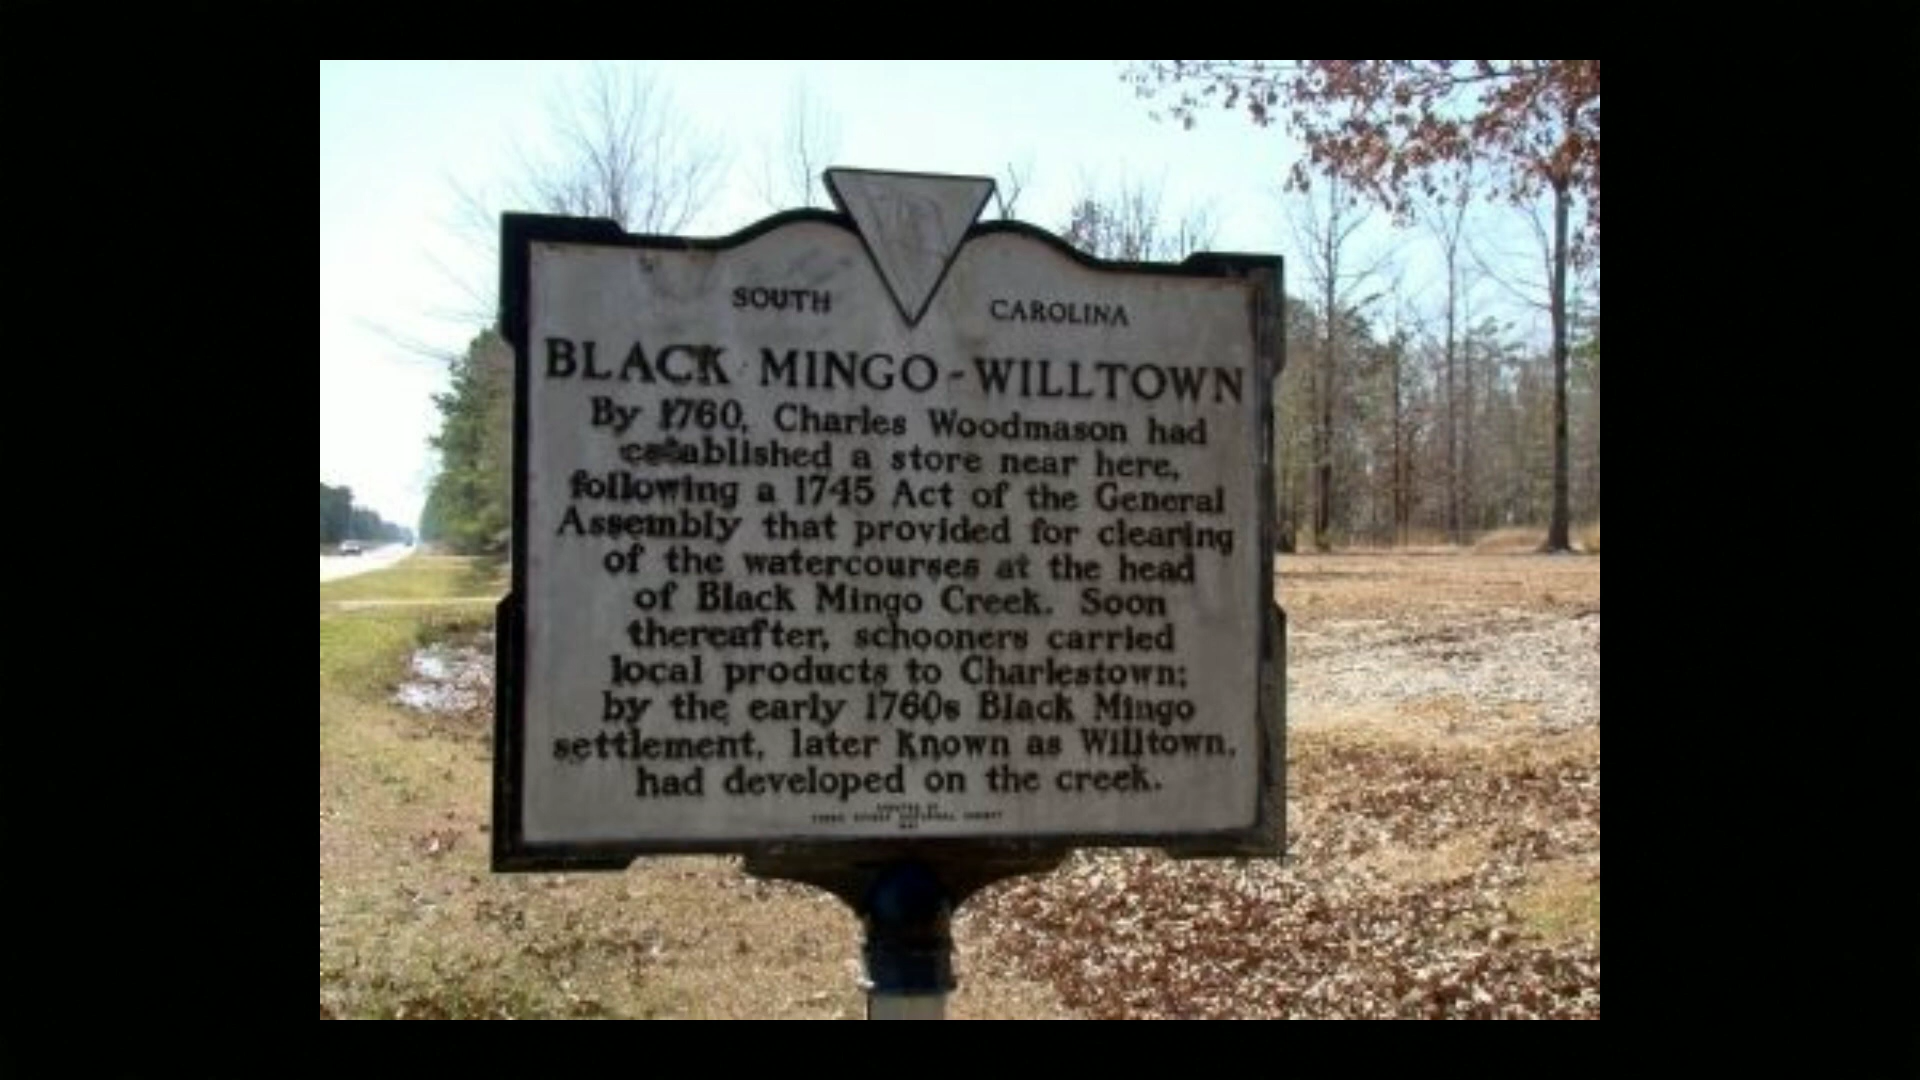 SOUTH CAROLINA
BLACK MINGO-WILLTOWN
By 1760, Charles Woodmason had
established a store near here,
following a 1745 Act of the General
Assembly that provided for clearing
of the watercourses at the head
of Black Mingo Creek. Soon
thereafter, schooners carried
local products to Charlestown;
by the early 1760s Black Mingo
settlement, later known as Willtown,
had developed on the creek.